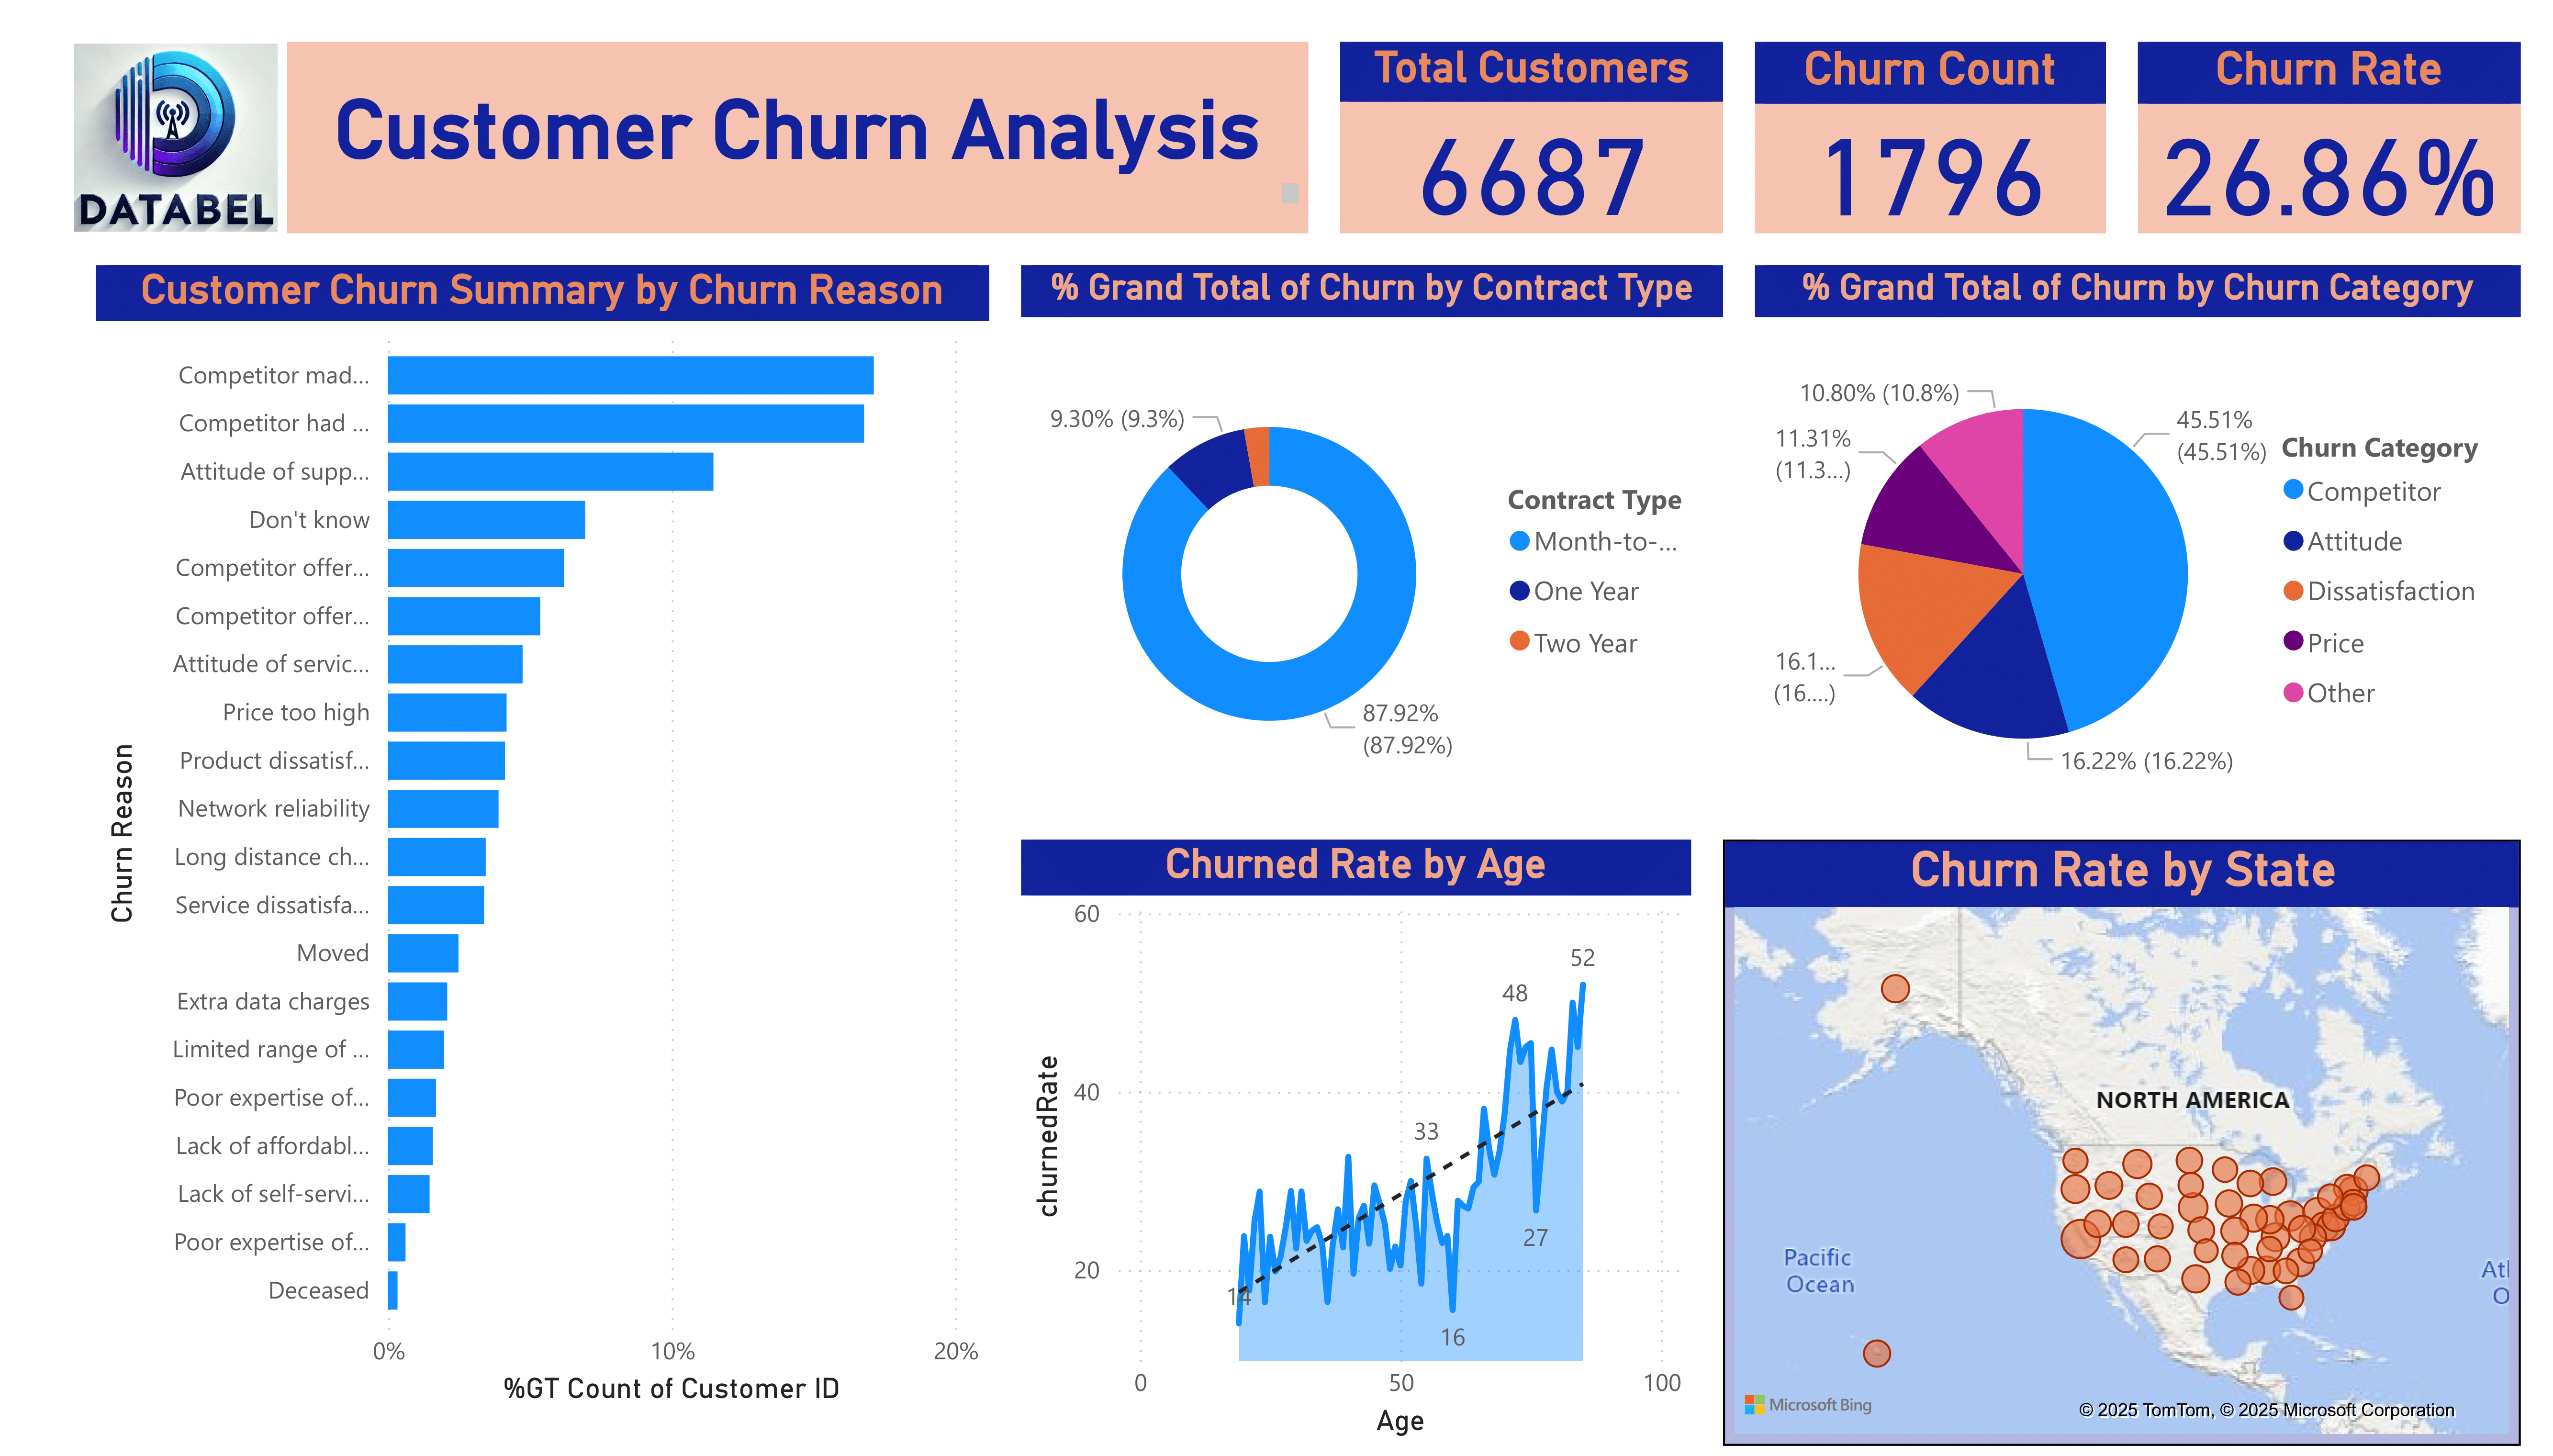 DATABEL
Customer Churn Analysis
Total Customers
6687
Churn Count
1796
Churn Rate
26.86%
Customer Churn Summary by Churn Reason
Churn Reason
Competitor mad...
Competitor had ...
Attitude of supp...
Don't know
Competitor offer...
Competitor offer...
Attitude of servic...
Price too high
Product dissatisf...
Network reliability
Long distance ch...
Service dissatisfa...
Moved
Extra data charges
Limited range of ...
Poor expertise of...
Lack of affordabl...
Lack of self-servi...
Poor expertise of...
Deceased
0%
10%
20%
%GT Count of Customer ID
% Grand Total of Churn by Contract Type
9.30% (9.3%)
87.92%
(87.92%)
Contract Type
Month-to-...
One Year
Two Year
% Grand Total of Churn by Churn Category
10.80% (10.8%)
11.31%
(11.3...)
16.1...
(16....)
45.51%
(45.51%)
16.22% (16.22%)
Churn Category
Competitor
Attitude
Dissatisfaction
Price
Other
Churned Rate by Age
churnedRate
60
40
20
14
33
16
48
27
52
0
50
100
Age
Churn Rate by State
NORTH AMERICA
Pacific
Ocean
Atl
O
Microsoft Bing
© 2025 TomTom, © 2025 Microsoft Corporation